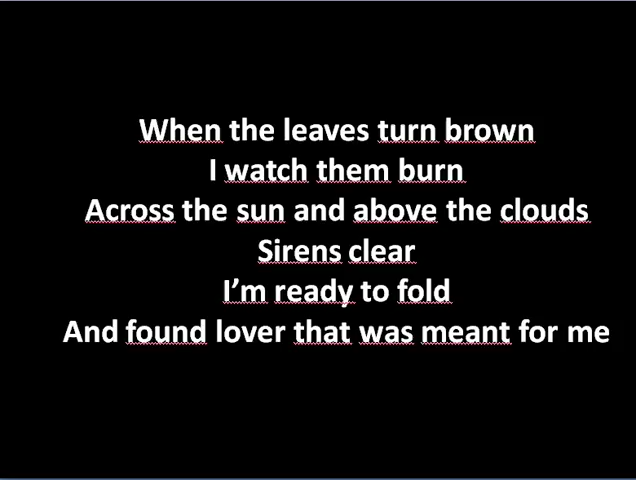 When the leaves turn brown
I watch them burn
Across the sun and above the clouds
Sirens clear
I'm ready to fold
And found lover that was meant for me